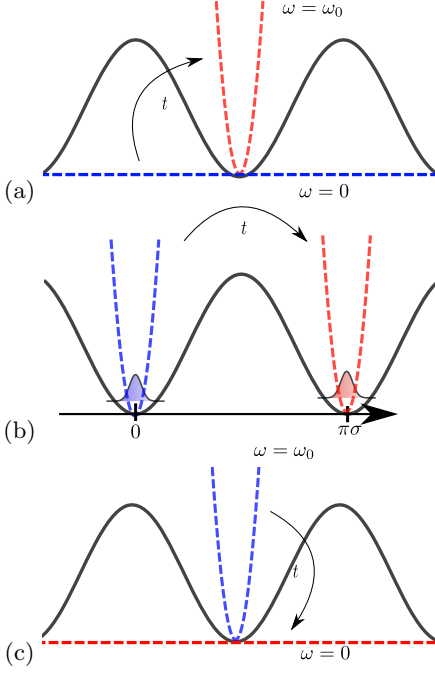 ω = ω₀
t
(a)
ω = 0
t
(b)
0
πσ
ω = ω₀
t
(c)
ω = 0